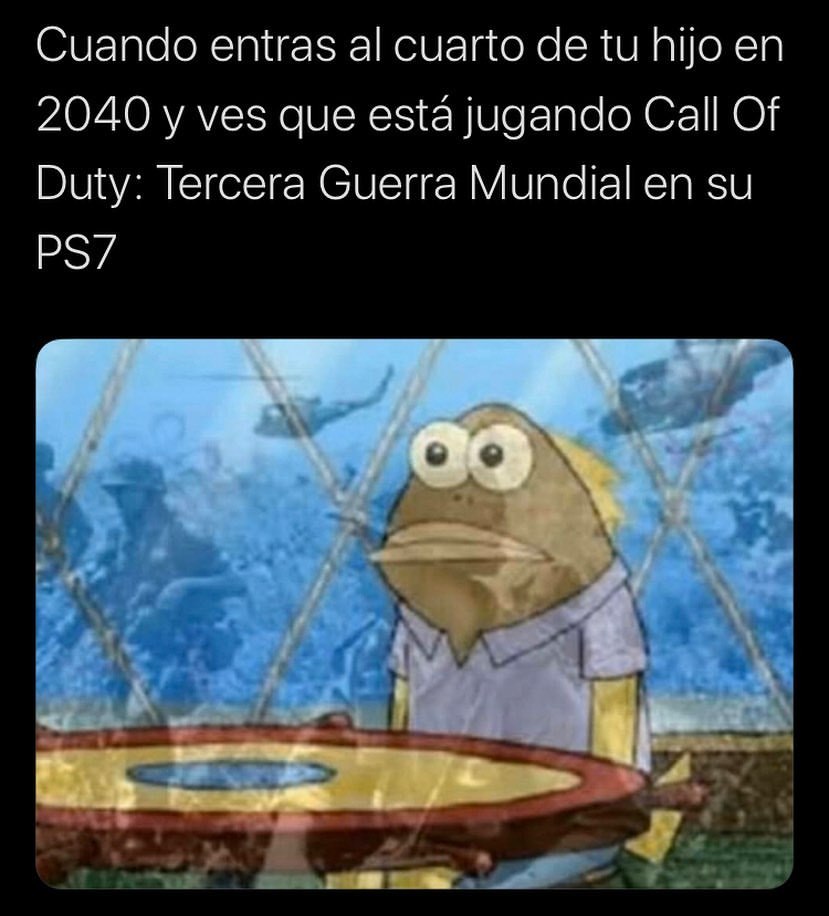 Cuando entras al cuarto de tu hijo en
2040 y ves que está jugando Call Of
Duty: Tercera Guerra Mundial en su
PS7